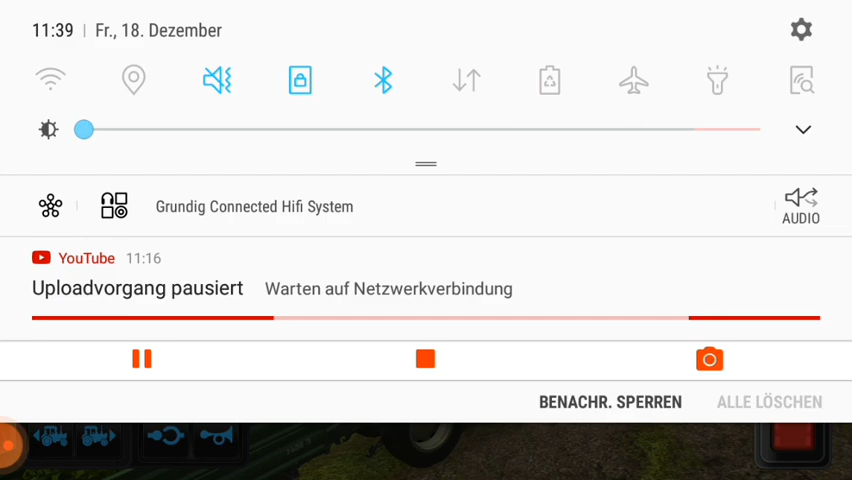 11:39 | Fr., 18. Dezember
Grundig Connected Hifi System
AUDIO
YouTube 11:16
Uploadvorgang pausiert Warten auf Netzwerkverbindung
BENACHR. SPERREN ALLE LÖSCHEN